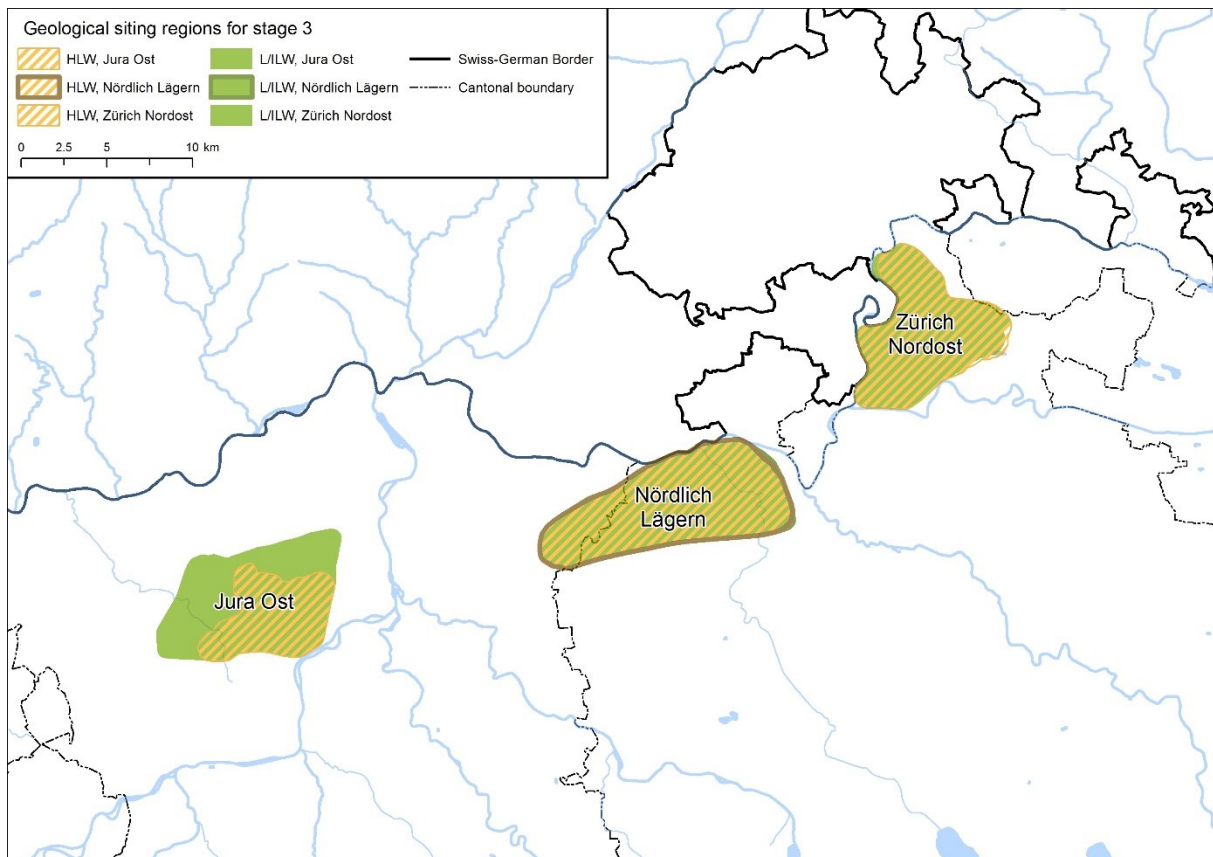 Geological siting regions for stage 3
HLW, Jura Ost
L/ILW, Jura Ost
Swiss-German Border
HLW, Nördlich Lägern
L/ILW, Nördlich Lägern
Cantonal boundary
HLW, Zürich Nordost
L/ILW, Zürich Nordost
0 2.5 5 10 km
Zürich
Nordost
Nördlich
Lägern
Jura Ost